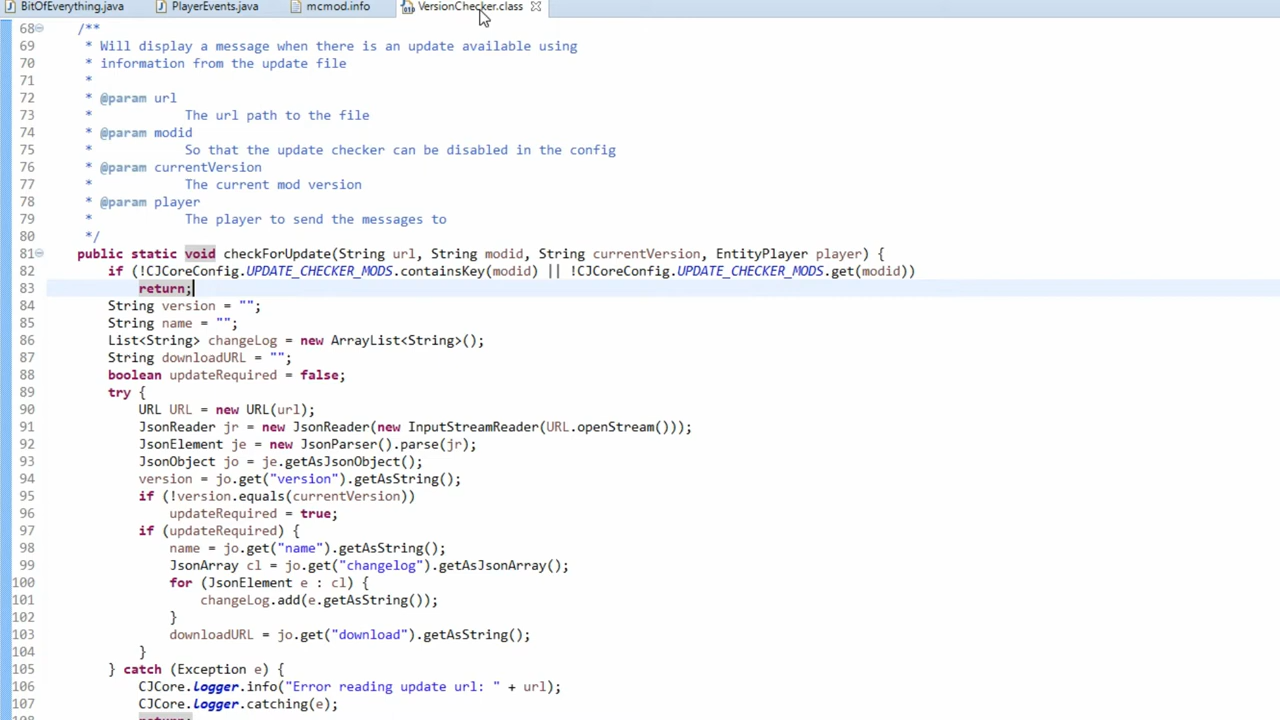 BitOfEverything.java PlayerEvents.java mcmod.info VersionChecker.class
68 /**
69 * Will display a message when there is an update available using
70 * information from the update file
71 *
72 * @param url
73 * The url path to the file
74 * @param modid
75 * So that the update checker can be disabled in the config
76 * @param currentVersion
77 * The current mod version
78 * @param player
79 * The player to send the messages to
80 */
81 public static void checkForUpdate(String url, String modid, String currentVersion, EntityPlayer player) {
82 if (!CJCoreConfig.UPDATE_CHECKER_MODS.containsKey(modid) || !CJCoreConfig.UPDATE_CHECKER_MODS.get(modid))
83 return;
84 String version = "";
85 String name = "";
86 List<String> changeLog = new ArrayList<String>();
87 String downloadURL = "";
88 boolean updateRequired = false;
89 try {
90 URL URL = new URL(url);
91 JsonReader jr = new JsonReader(new InputStreamReader(URL.openStream()));
92 JsonElement je = new JsonParser().parse(jr);
93 JsonObject jo = je.getAsJsonObject();
94 version = jo.get("version").getAsString();
95 if (!version.equals(currentVersion))
96 updateRequired = true;
97 if (updateRequired) {
98 name = jo.get("name").getAsString();
99 JsonArray cl = jo.get("changelog").getAsJsonArray();
100 for (JsonElement e : cl) {
101 changeLog.add(e.getAsString());
102 }
103 downloadURL = jo.get("download").getAsString();
104 }
105 } catch (Exception e) {
106 CJCore.logger.info("Error reading update url: " + url);
107 CJCore.logger.catching(e);
108 return;